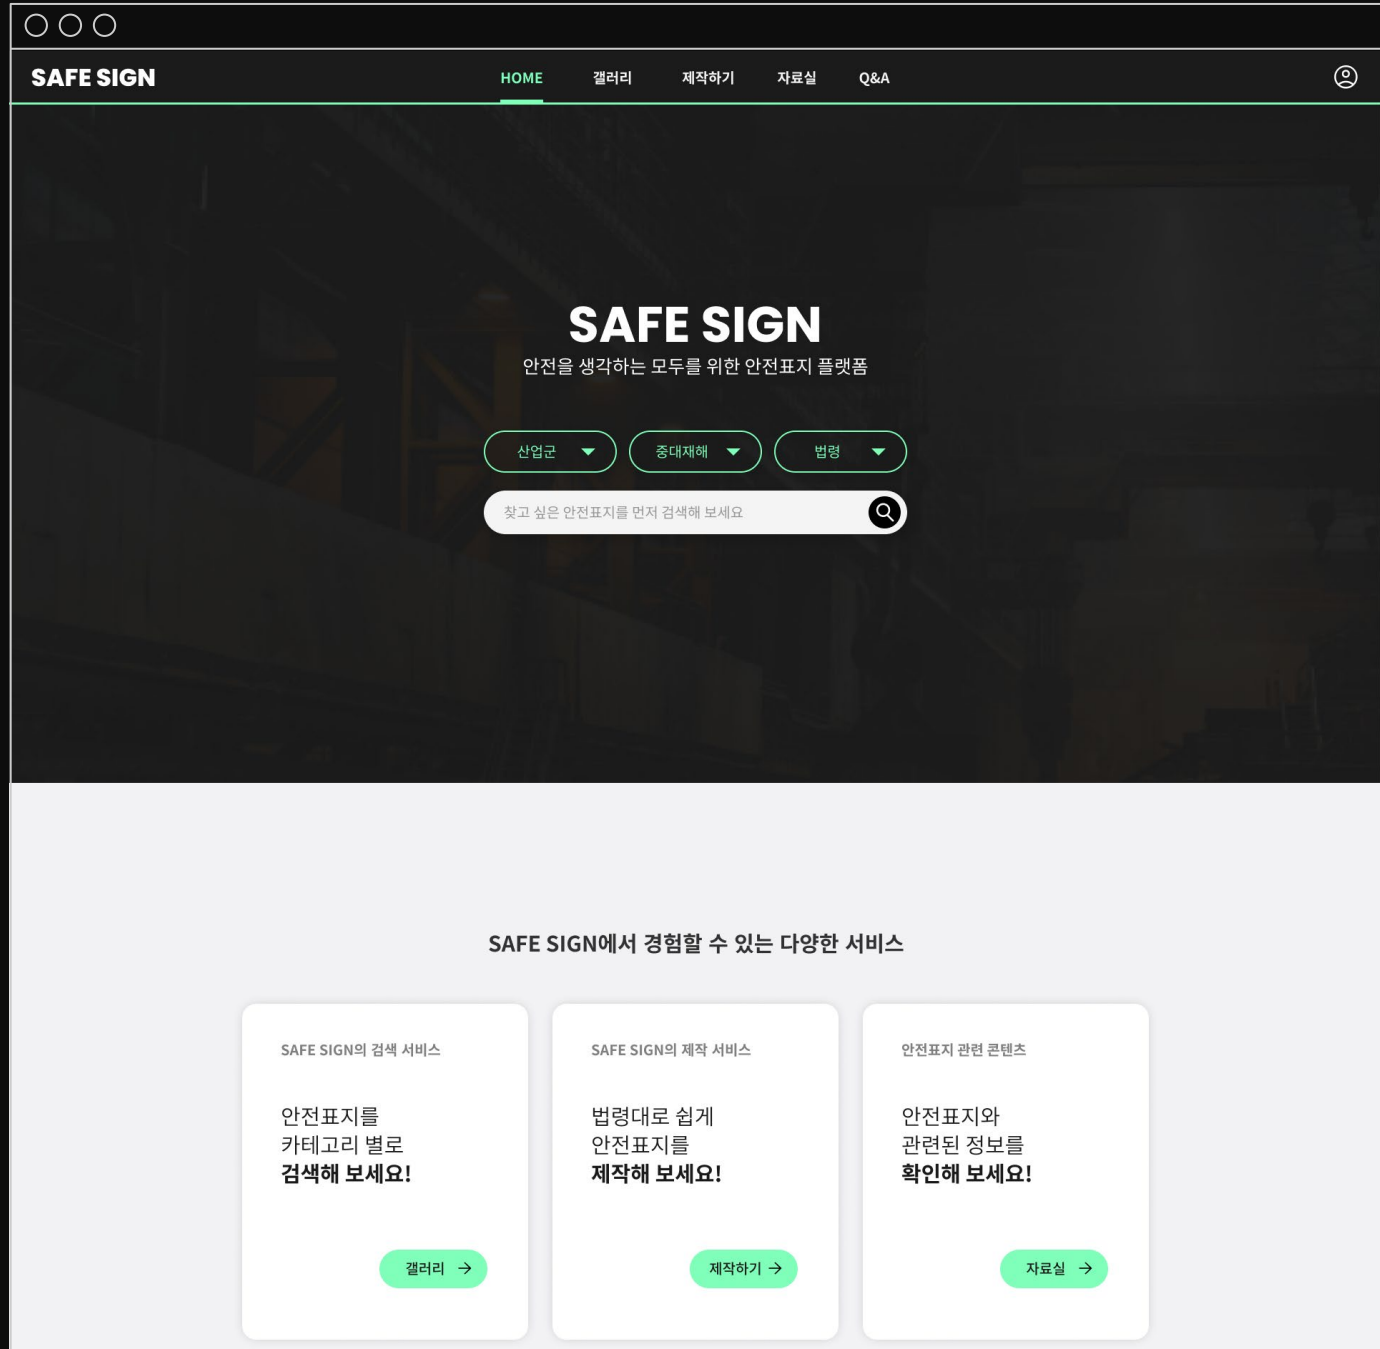 SAFE SIGN
HOME 갤러리 제작하기 자료실 Q&A
SAFE SIGN
안전을 생각하는 모두를 위한 안전표지 플랫폼
산업군 중대재해 법령
찾고 싶은 안전표지를 먼저 검색해 보세요
SAFE SIGN에서 경험할 수 있는 다양한 서비스
SAFE SIGN의 검색 서비스
안전표지를
카테고리 별로
검색해 보세요!
갤러리
SAFE SIGN의 제작 서비스
법령대로 쉽게
안전표지를
제작해 보세요!
제작하기
안전표지 관련 콘텐츠
안전표지와
관련된 정보를
확인해 보세요!
자료실